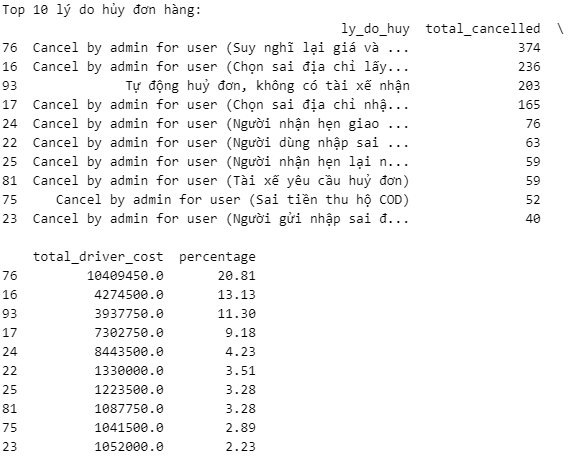 Top 10 lý do hủy đơn hàng:
ly_do_huy total_cancelled \
76 Cancel by admin for user (Suy nghĩ lại giá và ... 374
16 Cancel by admin for user (Chọn sai địa chỉ lấy... 236
93 Tự động huỷ đơn, không có tài xế nhận 203
17 Cancel by admin for user (Chọn sai địa chỉ nhậ... 165
24 Cancel by admin for user (Người nhận hẹn giao ... 76
22 Cancel by admin for user (Người dùng nhập sai ... 63
25 Cancel by admin for user (Người nhận hẹn lại n... 59
81 Cancel by admin for user (Tài xế yêu cầu huỷ đơn) 59
75 Cancel by admin for user (Sai tiền thu hộ COD) 52
23 Cancel by admin for user (Người gửi nhập sai đ... 40
total_driver_cost percentage
76 10409450.0 20.81
16 4274500.0 13.13
93 3937750.0 11.30
17 7302750.0 9.18
24 8443500.0 4.23
22 1330000.0 3.51
25 1223500.0 3.28
81 1087750.0 3.28
75 1041500.0 2.89
23 1052000.0 2.23